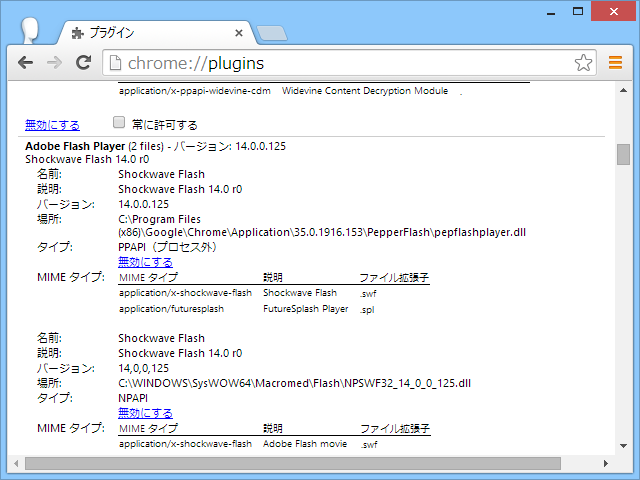 プラグイン
chrome://plugins
application/x-ppapi-widevine-cdm Widevine Content Decryption Module .
無効にする 常に許可する
Adobe Flash Player (2 files) - バージョン: 14.0.0.125
Shockwave Flash 14.0 r0
名前: Shockwave Flash
説明: Shockwave Flash 14.0 r0
バージョン: 14.0.0.125
場所: C:\Program Files
(x86)\Google\Chrome\Application\35.0.1916.153\PepperFlash\pepflashplayer.dll
タイプ: PPAPI（プロセス外）
無効にする
MIME タイプ: MIME タイプ 説明 ファイル拡張子
application/x-shockwave-flash Shockwave Flash .swf
application/futuresplash FutureSplash Player .spl
名前: Shockwave Flash
説明: Shockwave Flash 14.0 r0
バージョン: 14,0,0,125
場所: C:\WINDOWS\SysWOW64\Macromed\Flash\NPSWF32_14_0_0_125.dll
タイプ: NPAPI
無効にする
MIME タイプ: MIME タイプ 説明 ファイル拡張子
application/x-shockwave-flash Adobe Flash movie .swf